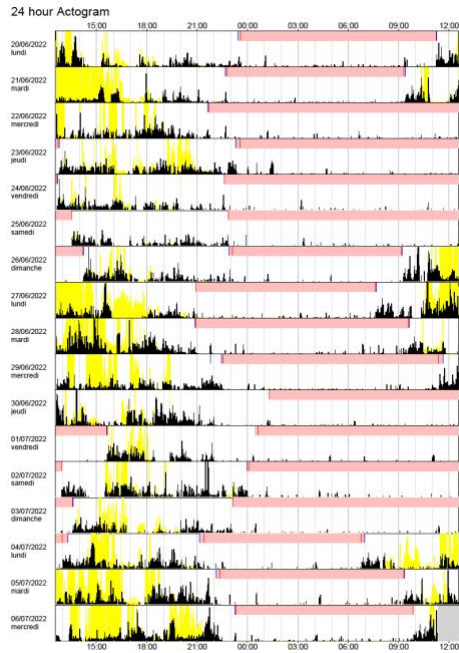 24 hour Actogram
15:00 18:00 21:00 00:00 03:00 06:00 09:00 12:00
20/06/2022
lundi
21/06/2022
mardi
22/06/2022
mercredi
23/06/2022
jeudi
24/06/2022
vendredi
25/06/2022
samedi
26/06/2022
dimanche
27/06/2022
lundi
28/06/2022
mardi
29/06/2022
mercredi
30/06/2022
jeudi
01/07/2022
vendredi
02/07/2022
samedi
03/07/2022
dimanche
04/07/2022
lundi
05/07/2022
mardi
06/07/2022
mercredi
15:00 18:00 21:00 00:00 03:00 06:00 09:00 12:00